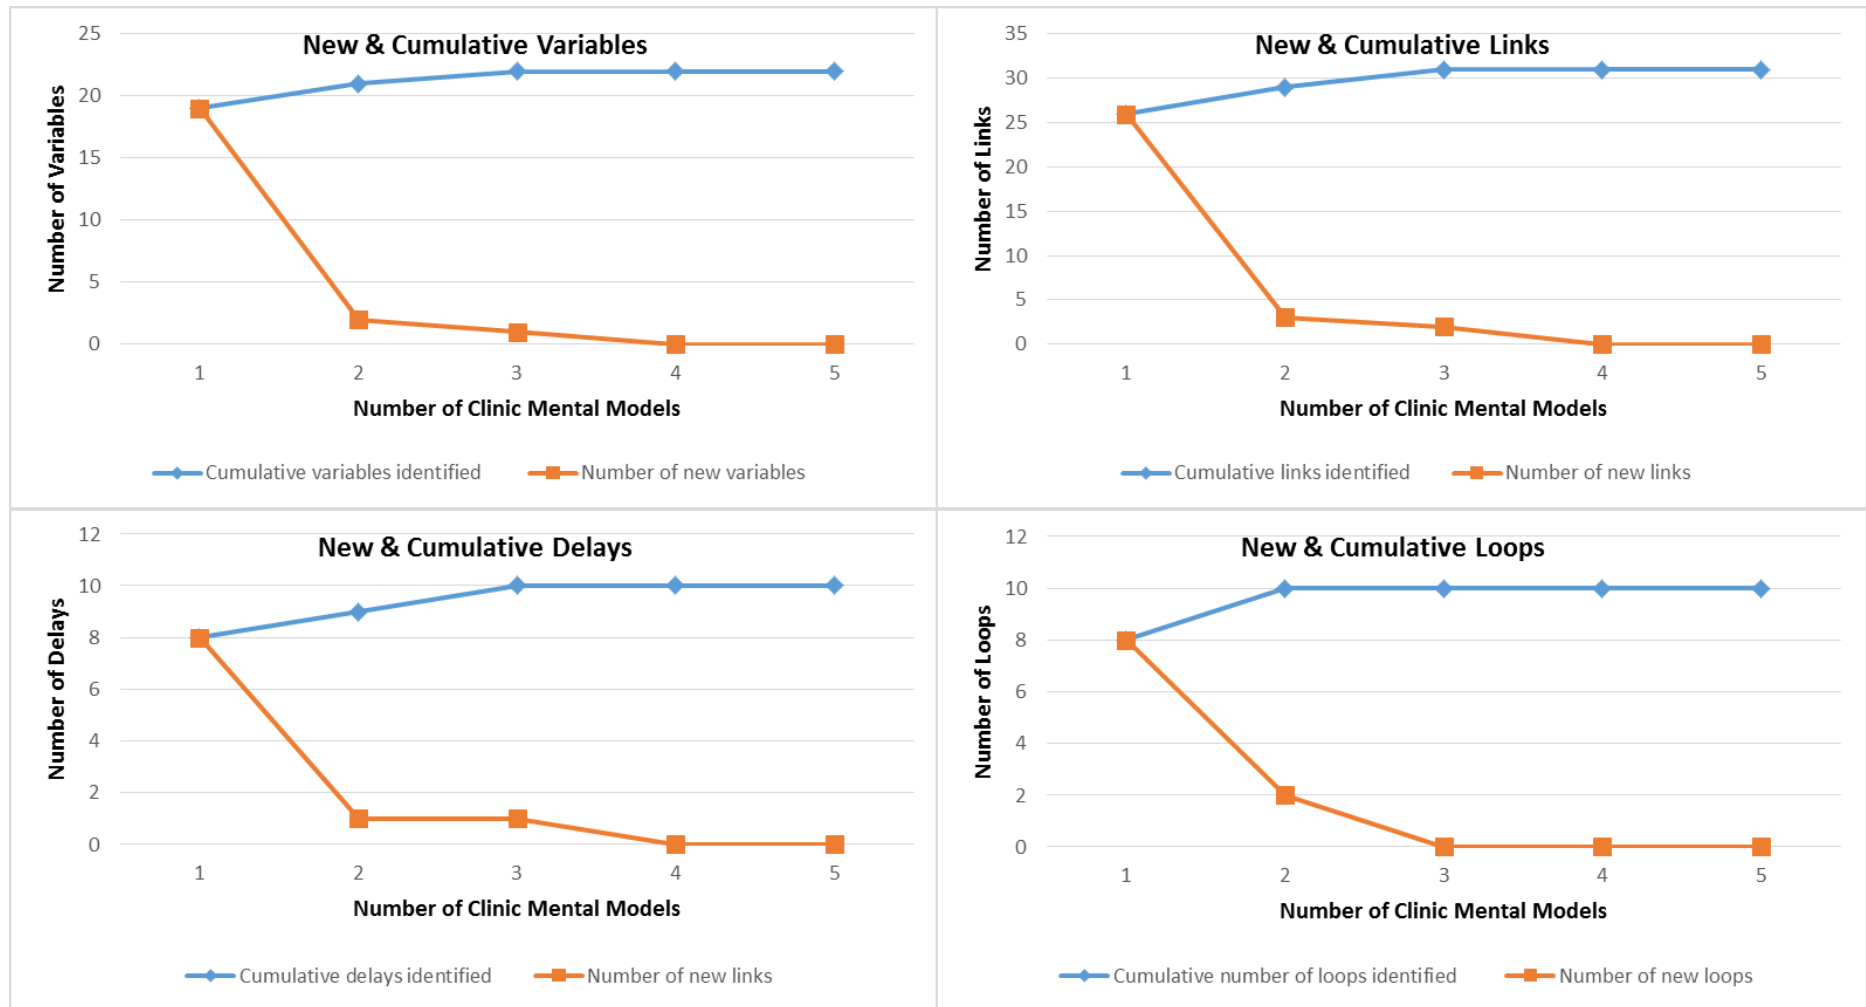 New & Cumulative Variables
Number of Variables
25
20
15
10
5
0
1 2 3 4 5
Number of Clinic Mental Models
Cumulative variables identified Number of new variables
New & Cumulative Links
Number of Links
35
30
25
20
15
10
5
0
1 2 3 4 5
Number of Clinic Mental Models
Cumulative links identified Number of new links
New & Cumulative Delays
Number of Delays
12
10
8
6
4
2
0
1 2 3 4 5
Number of Clinic Mental Models
Cumulative delays identified Number of new links
New & Cumulative Loops
Number of Loops
12
10
8
6
4
2
0
1 2 3 4 5
Number of Clinic Mental Models
Cumulative number of loops identified Number of new loops